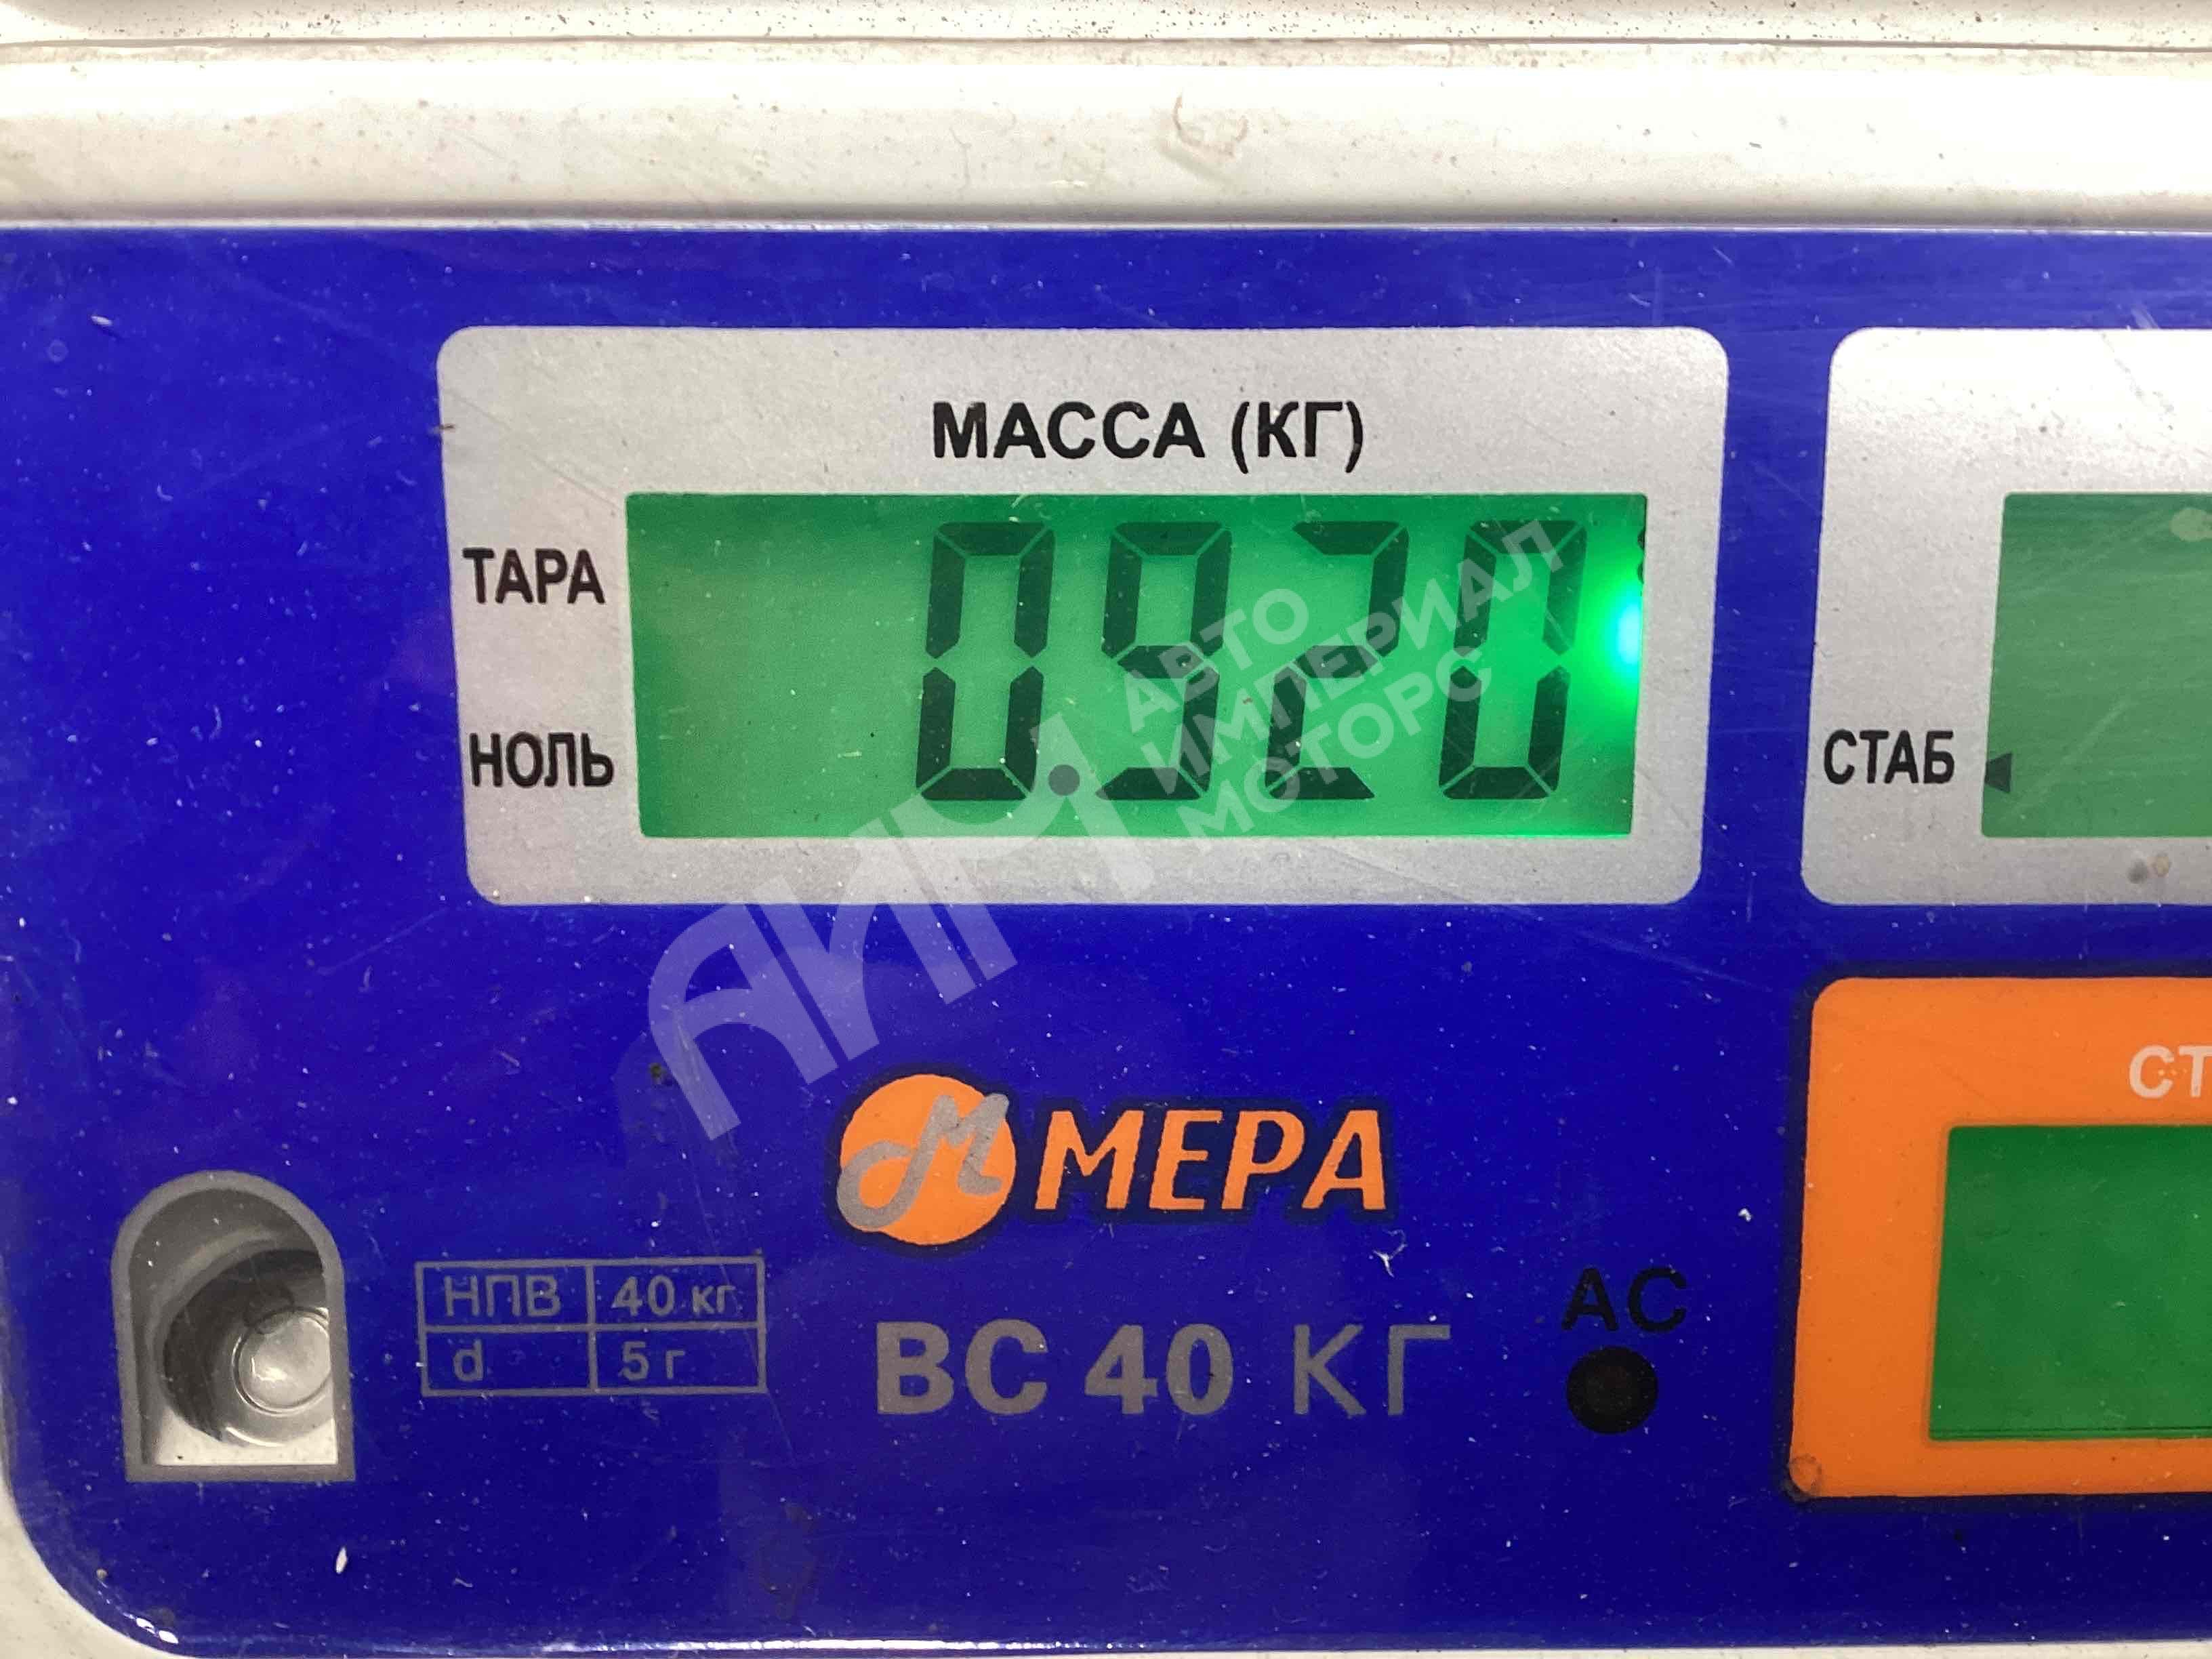 МАССА (КГ)
ТАРА
0.920
НОЛЬ
СТАБ
АИМ
АВТО
ИМПЕРИАЛ
МОТОРС
СТ
М МЕРА
НПВ 40 кг
d 5 г
ВС 40 КГ
АС